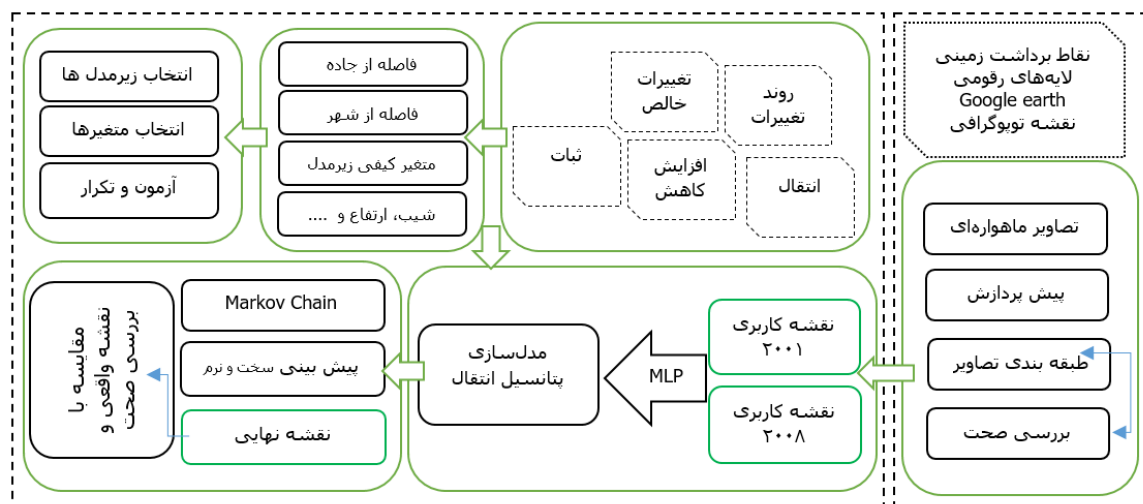 نقاط برداشت زمینی
لایه‌های رقومی
Google earth
نقشه توپوگرافی
تصاویر ماهواره‌ای
پیش پردازش
طبقه بندی تصاویر
بررسی صحت
روند
تغییرات
تغییرات
خالص
انتقال
افزایش
کاهش
ثبات
فاصله از جاده
فاصله از شهر
متغیر کیفی زیرمدل
شیب، ارتفاع و ....
انتخاب زیرمدل ها
انتخاب متغیرها
آزمون و تکرار
نقشه کاربری
۲۰۰۱
نقشه کاربری
۲۰۰۸
MLP
مدل‌سازی
پتانسیل انتقال
Markov Chain
پیش بینی سخت و نرم
نقشه نهایی
مقایسه با
نقشه واقعی و
بررسی صحت